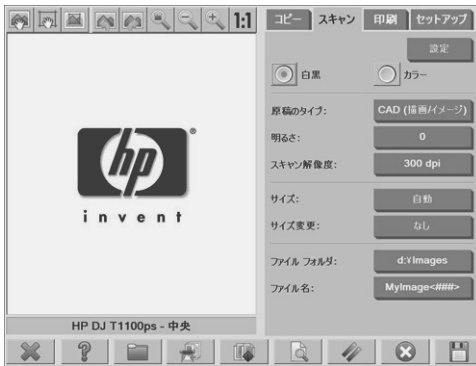 1:1
コピー スキャン 印刷 セットアップ
設定
白黒 カラー
原稿のタイプ: CAD (描画/イメージ)
明るさ: 0
スキャン解像度: 300 dpi
サイズ: 自動
サイズ変更: なし
ファイル フォルダ: d:¥Images
ファイル名: MyImage<###>
hp
®
invent
HP DJ T1100ps - 中央